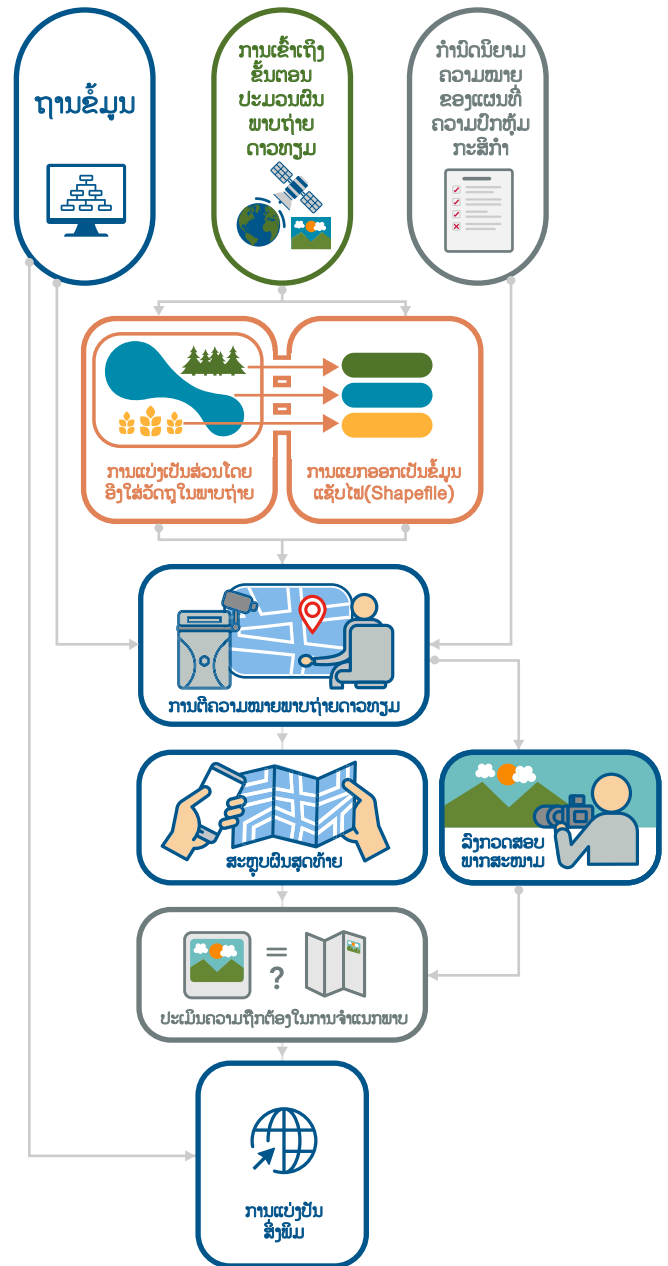 ຖານຂໍ້ມູນ
ການເຂົ້າເຖິງ
ຂັ້ນຕອນ
ປະມວນຜົນ
ພາບຖ່າຍ
ດາວທຽມ
ກຳນົດນິຍາມ
ຄວາມໝາຍ
ຂອງແຜນທີ່
ຄວາມປົກຫຸ້ມ
ກະສິກຳ
ການແບ່ງເປັນສ່ວນໂດຍ
ອີງໃສ່ວັດຖຸໃນພາບຖ່າຍ
ການແຍກອອກເປັນຂໍ້ມູນ
ແຊັບໄຟ(Shapefile)
ການຕີຄວາມໝາຍພາບຖ່າຍດາວທຽມ
ສະຫຼຸບຜົນສຸດທ້າຍ
ລົງກວດສອບ
ພາກສະໜາມ
=
?
ປະເມີນຄວາມຖືກຕ້ອງໃນການຈຳແນກພາບ
ການແບ່ງປັນ
ສິ່ງພິມ